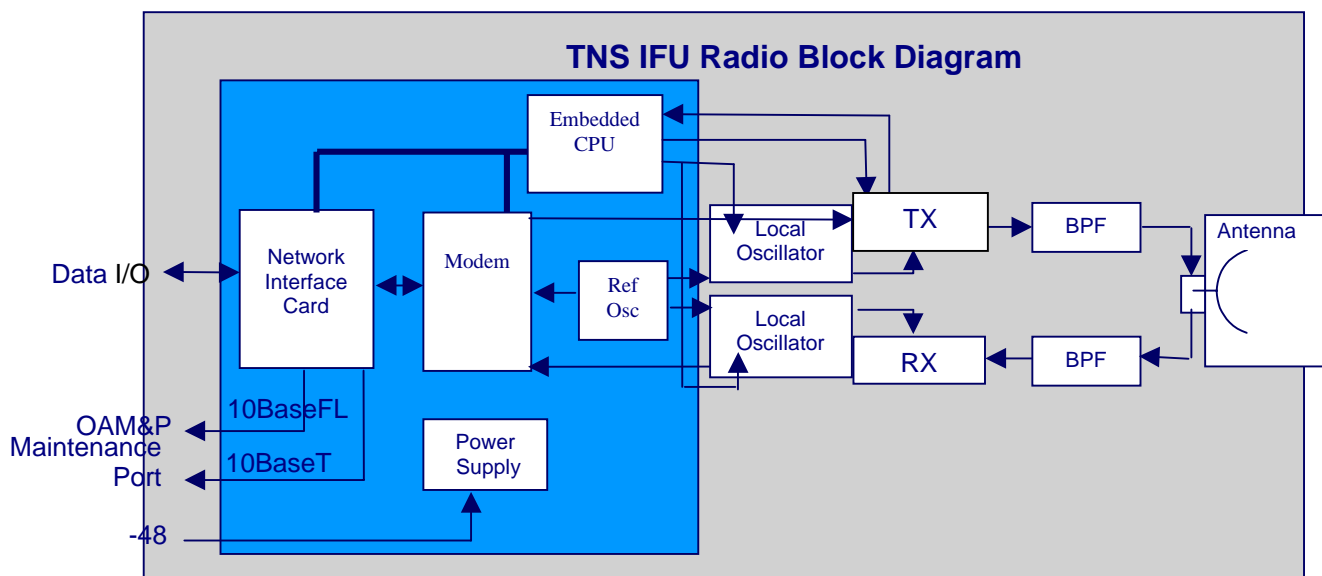 TNS IFU Radio Block Diagram
Embedded
CPU
TX
BPF
Antenna
Local
Oscillator
Network
Interface
Card
Modem
Data I/O
Ref
Osc
Local
Oscillator
RX
BPF
10BaseFL
OAM&P
Maintenance
Port
10BaseT
Power
Supply
-48